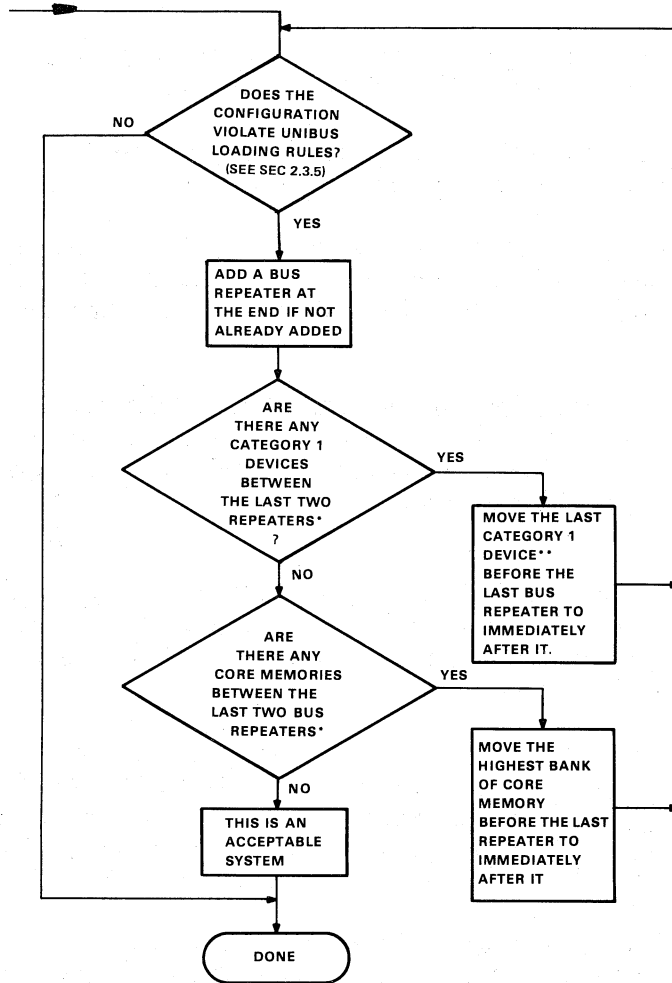 DOES THE
CONFIGURATION
VIOLATE UNIBUS
LOADING RULES?
(SEE SEC 2.3.5)
NO
YES
ADD A BUS
REPEATER AT
THE END IF NOT
ALREADY ADDED
ARE
THERE ANY
CATEGORY 1
DEVICES
BETWEEN
THE LAST TWO
REPEATERS*
?
YES
MOVE THE LAST
CATEGORY 1
DEVICE**
BEFORE THE
LAST BUS
REPEATER TO
IMMEDIATELY
AFTER IT.
NO
ARE
THERE ANY
CORE MEMORIES
BETWEEN THE
LAST TWO BUS
REPEATERS*
YES
MOVE THE
HIGHEST BANK
OF CORE
MEMORY
BEFORE THE LAST
REPEATER TO
IMMEDIATELY
AFTER IT
NO
THIS IS AN
ACCEPTABLE
SYSTEM
DONE